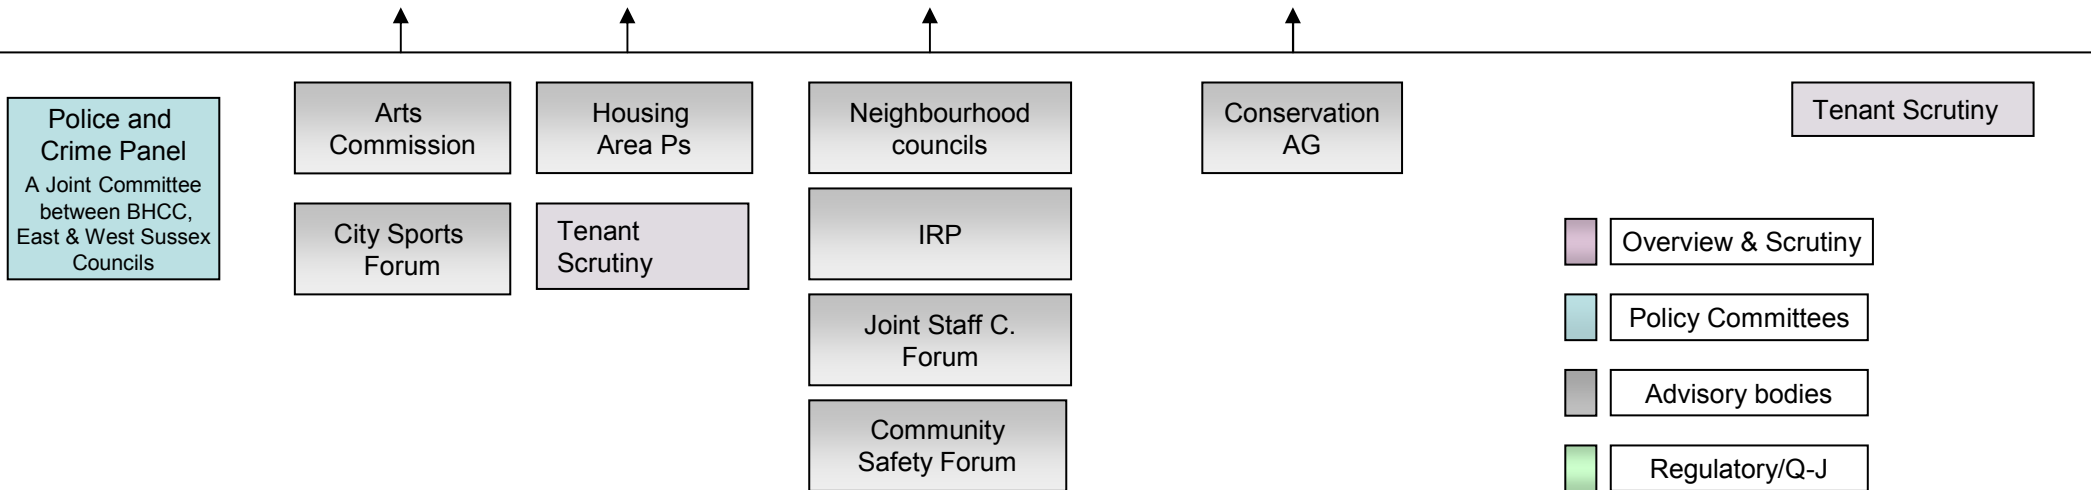 Police and
Crime Panel
A Joint Committee
between BHCC,
East & West Sussex
Councils
Arts
Commission
City Sports
Forum
Housing
Area Ps
Tenant
Scrutiny
Neighbourhood
councils
IRP
Joint Staff C.
Forum
Community
Safety Forum
Conservation
AG
Tenant Scrutiny
Overview & Scrutiny
Policy Committees
Advisory bodies
Regulatory/Q-J